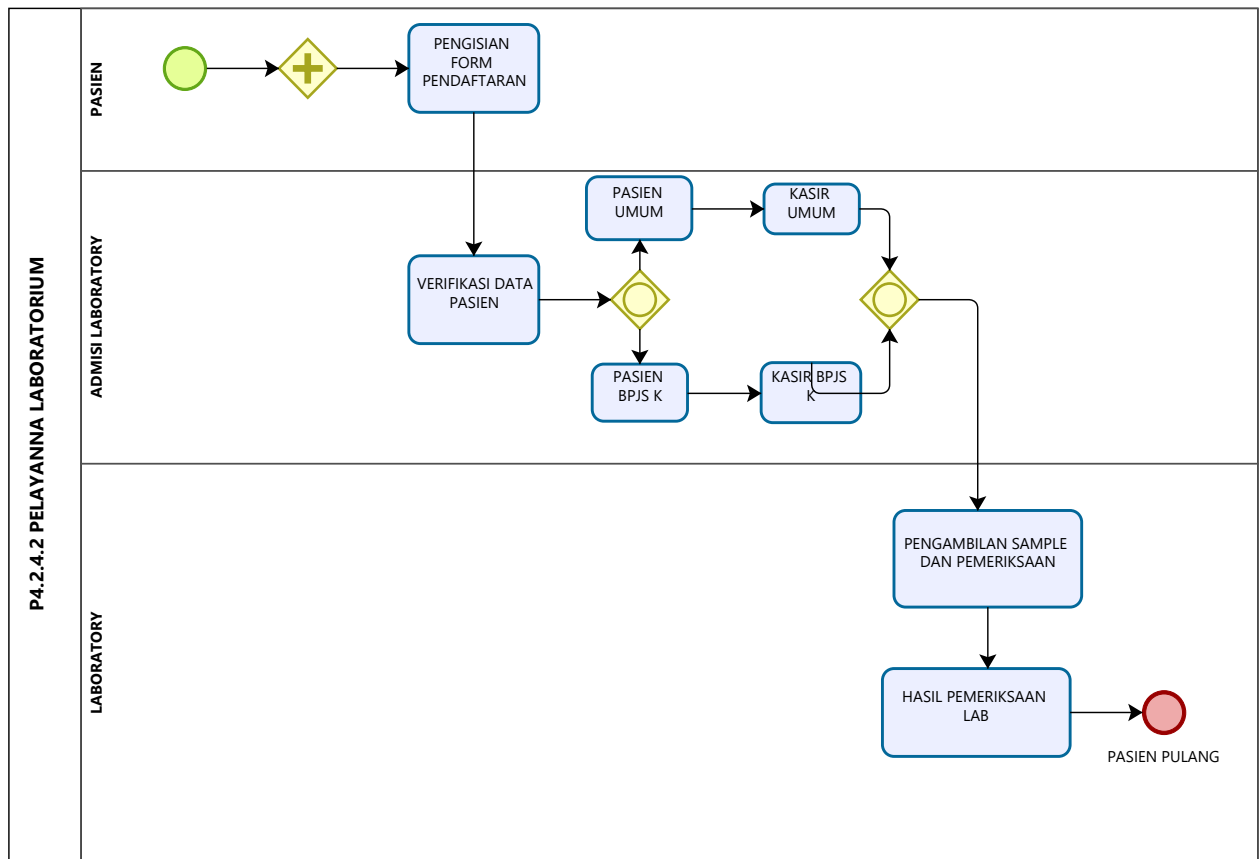 P4.2.4.2 PELAYANNA LABORATORIUM
PASIEN
PENGISIAN
FORM
PENDAFTARAN
ADMISI LABORATORY
VERIFIKASI DATA
PASIEN
PASIEN
UMUM
KASIR
UMUM
PASIEN
BPJS K
KASIR BPJS
K
LABORATORY
PENGAMBILAN SAMPLE
DAN PEMERIKSAAN
HASIL PEMERIKSAAN
LAB
PASIEN PULANG